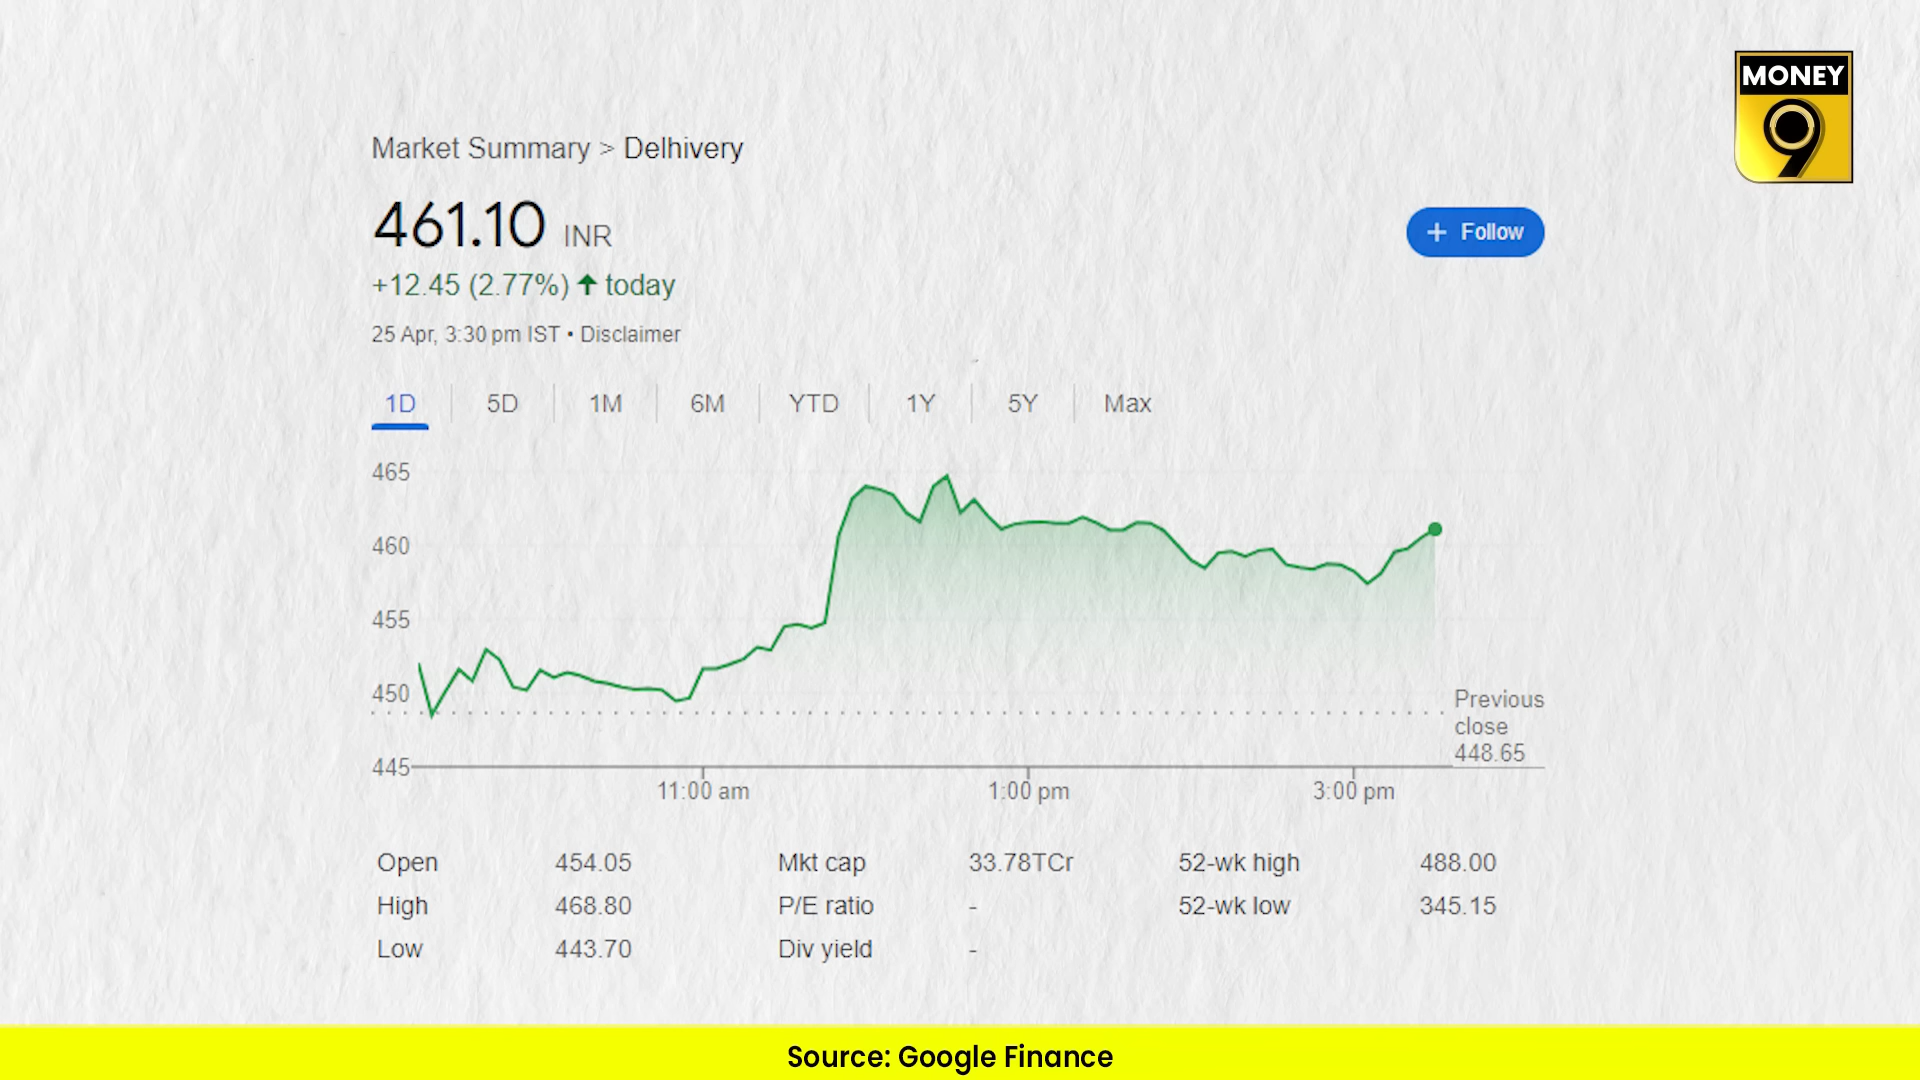 MONEY
9
Market Summary > Delhivery
461.10 INR
+ Follow
+12.45 (2.77%) ↑ today
25 Apr, 3:30 pm IST • Disclaimer
1D 5D 1M 6M YTD 1Y 5Y Max
465
460
455
450
445
Previous
close
448.65
11:00 am 1:00 pm 3:00 pm
Open 454.05 Mkt cap 33.78TCr 52-wk high 488.00
High 468.80 P/E ratio - 52-wk low 345.15
Low 443.70 Div yield -
Source: Google Finance